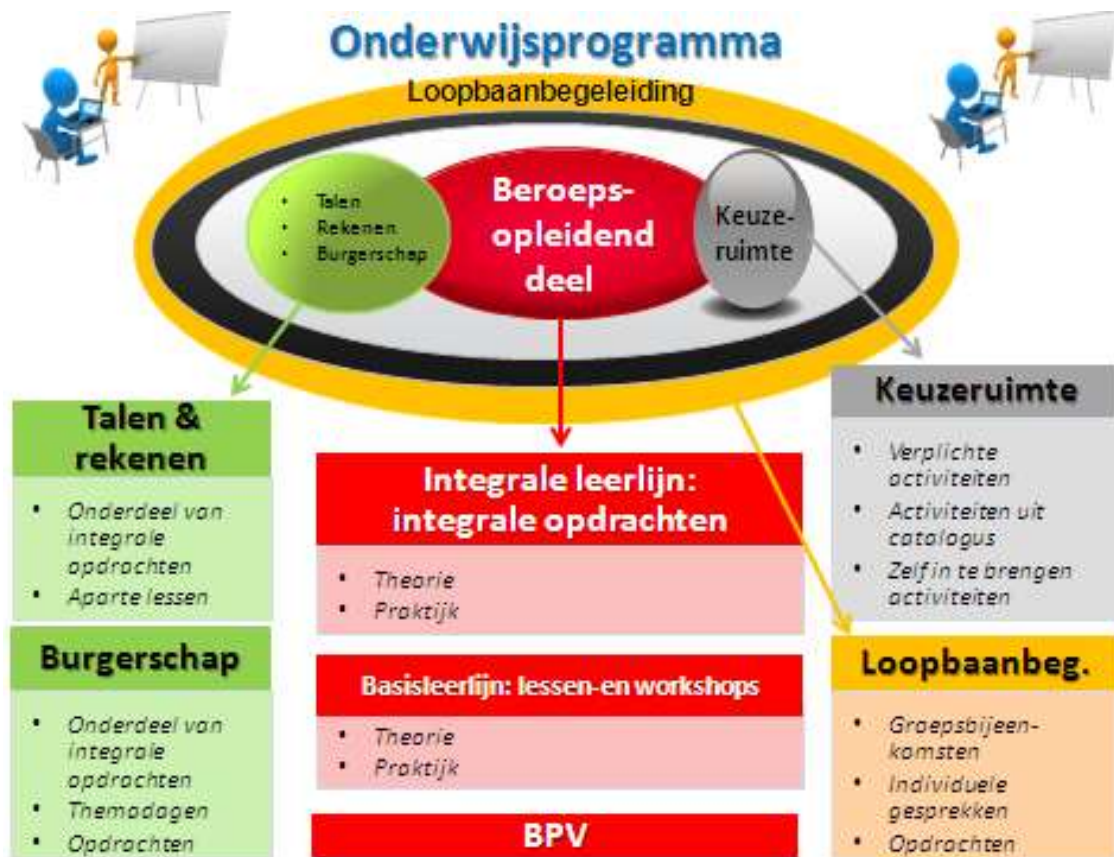 Onderwijsprogramma
Loopbaanbegeleiding
• Talen
• Rekenen
• Burgerschap
Beroeps-
opleidend
deel
Keuze-
ruimte
Talen &
rekenen
• Onderdeel van
integrale
opdrachten
• Aparte lessen
Burgerschap
• Onderdeel van
integrale
opdrachten
• Themadagen
• Opdrachten
Integrale leerlijn:
integrale opdrachten
• Theorie
• Praktijk
Basisleerlijn: lessen-en workshops
• Theorie
• Praktijk
BPV
Keuzeruimte
• Verplichte
activiteiten
• Activiteiten uit
catalogus
• Zelf in te brengen
activiteiten
Loopbaanbeg.
• Groepsbijeen-
komsten
• Individuele
gesprekken
• Opdrachten